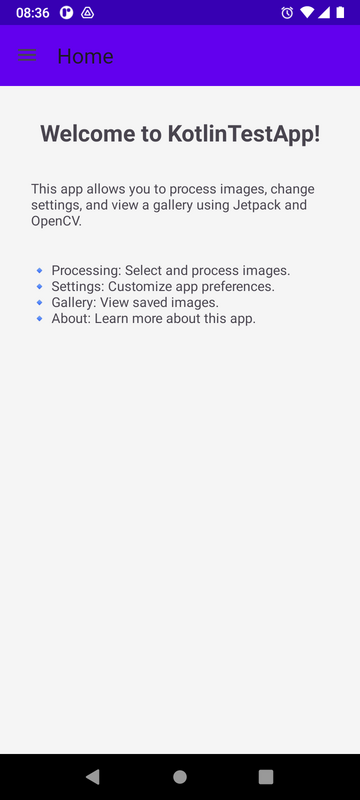 08:36
Home
Welcome to KotlinTestApp!
This app allows you to process images, change
settings, and view a gallery using Jetpack and
OpenCV.
🔹 Processing: Select and process images.
🔹 Settings: Customize app preferences.
🔹 Gallery: View saved images.
🔹 About: Learn more about this app.